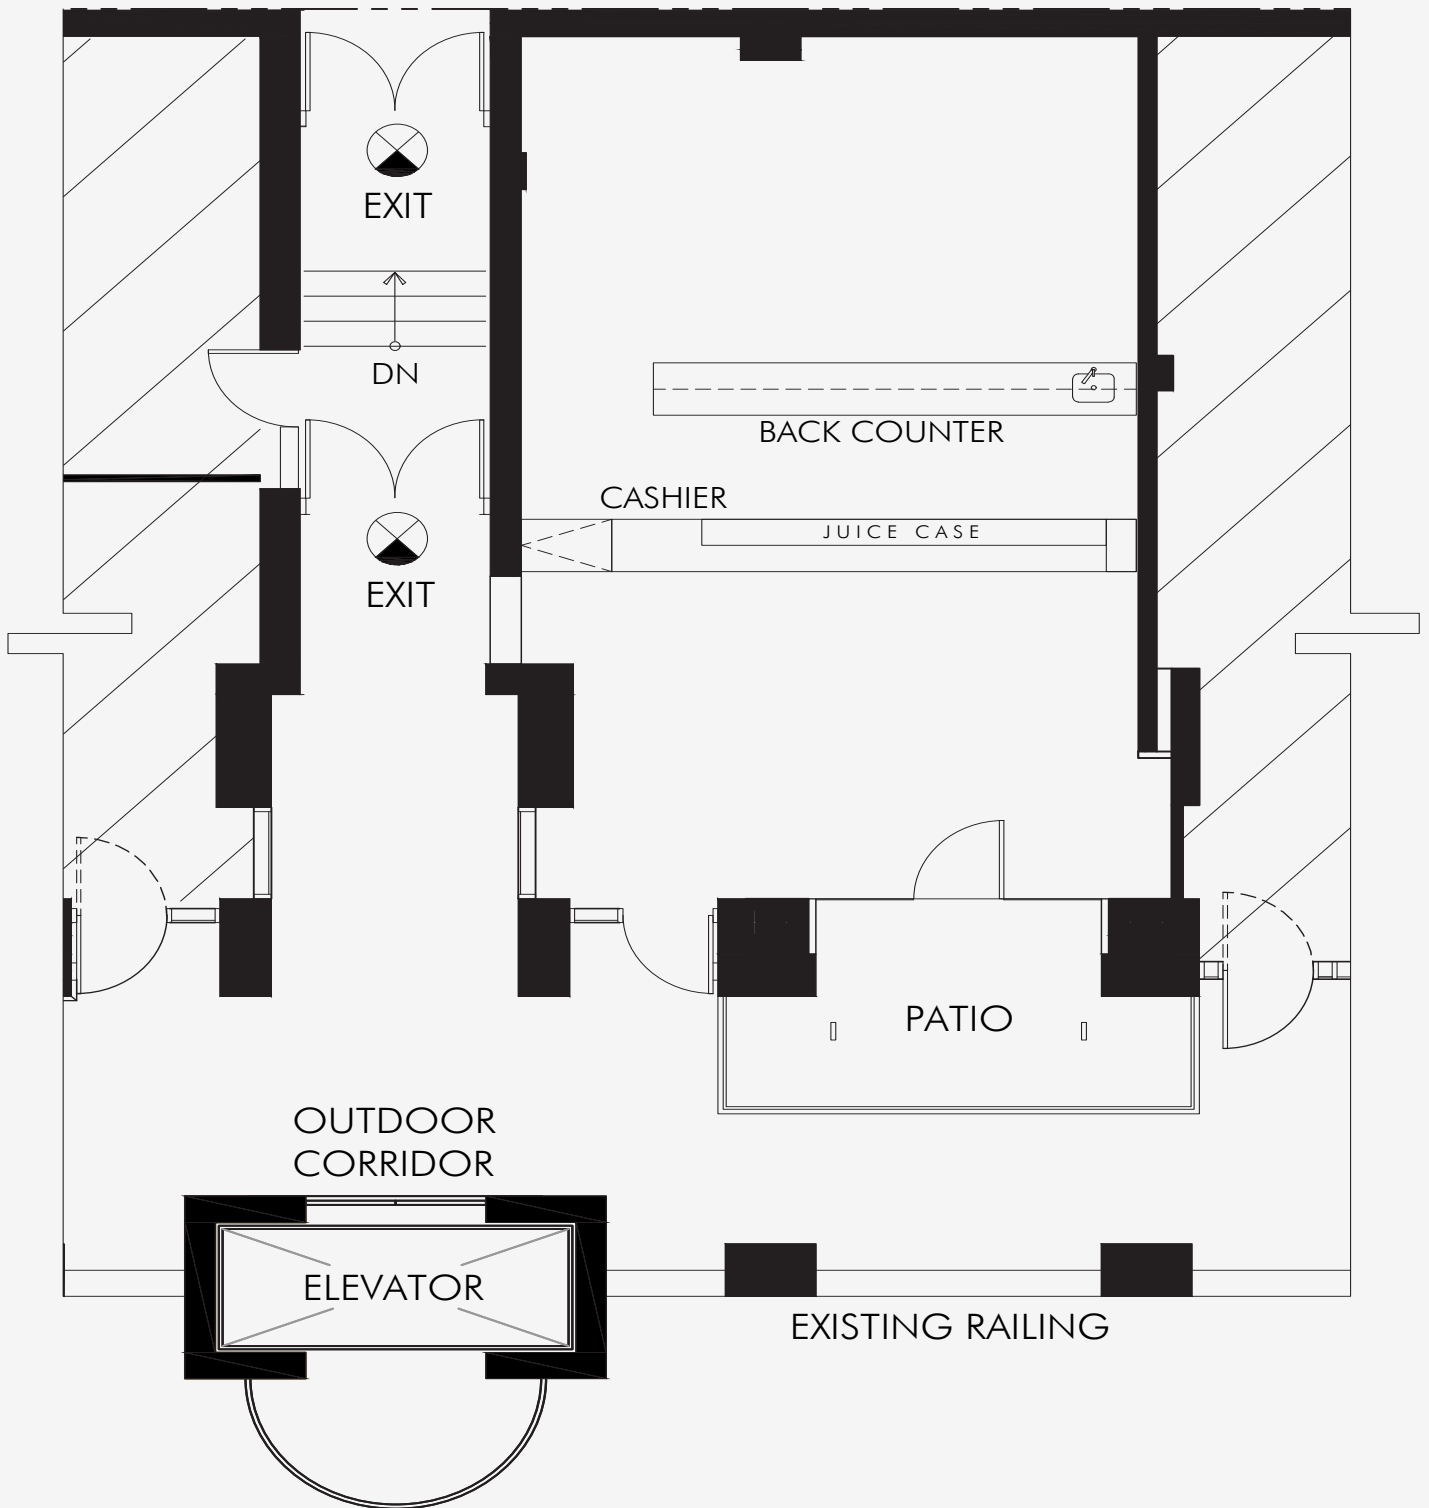 EXIT
DN
BACK COUNTER
CASHIER
JUICE CASE
EXIT
PATIO
OUTDOOR
CORRIDOR
ELEVATOR
EXISTING RAILING